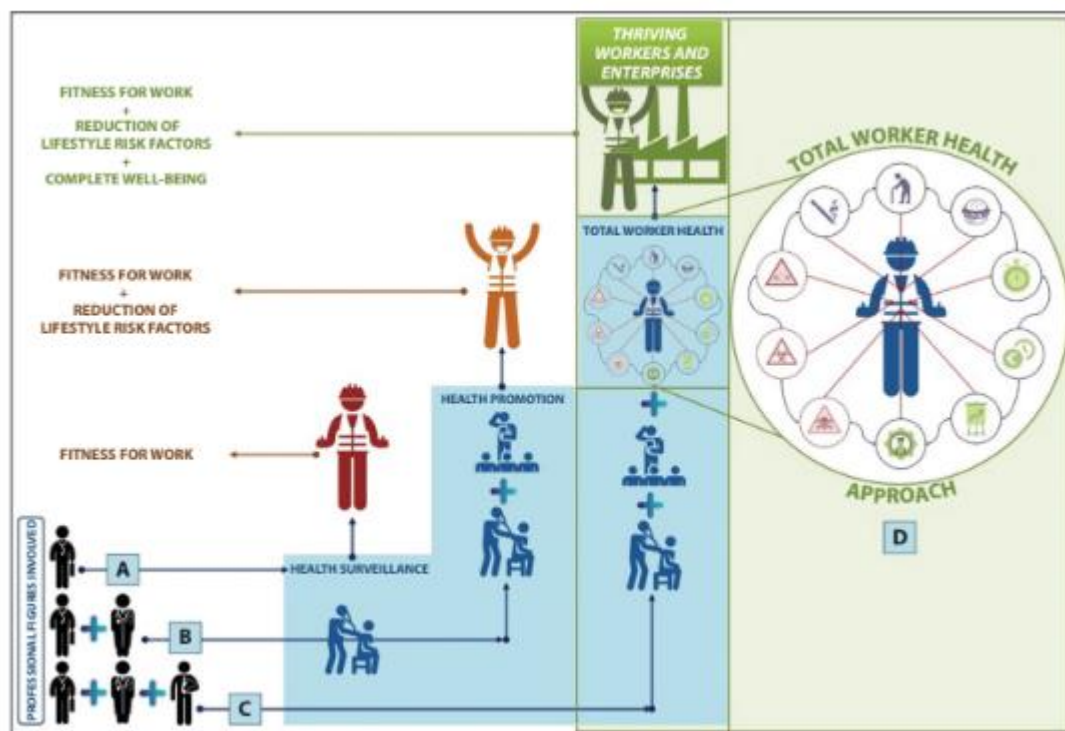 THRIVING
WORKERS AND
ENTERPRISES
FITNESS FOR WORK
+
REDUCTION OF
LIFESTYLE RISK FACTORS
+
COMPLETE WELL-BEING
TOTAL WORKER HEALTH
TOTAL WORKER HEALTH
FITNESS FOR WORK
+
REDUCTION OF
LIFESTYLE RISK FACTORS
HEALTH PROMOTION
FITNESS FOR WORK
APPROACH
D
PROFESSIONAL FIGURES INVOLVED
A
HEALTH SURVEILLANCE
B
C